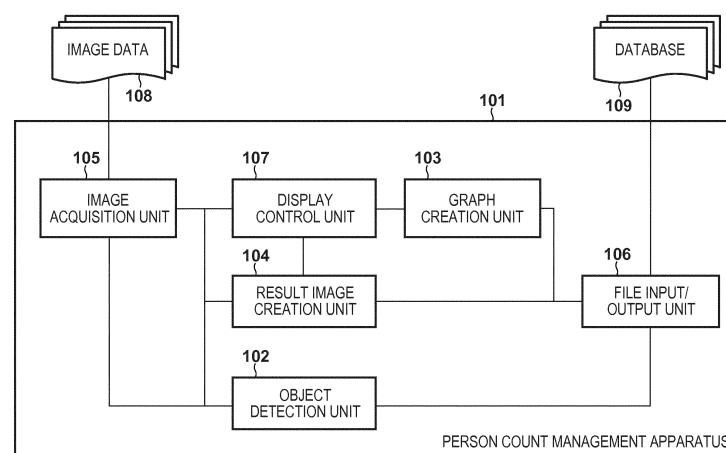 IMAGE DATA
108
DATABASE
109
101
105
IMAGE
ACQUISITION UNIT
107
DISPLAY
CONTROL UNIT
103
GRAPH
CREATION UNIT
104
RESULT IMAGE
CREATION UNIT
106
FILE INPUT/
OUTPUT UNIT
102
OBJECT
DETECTION UNIT
PERSON COUNT MANAGEMENT APPARATUS